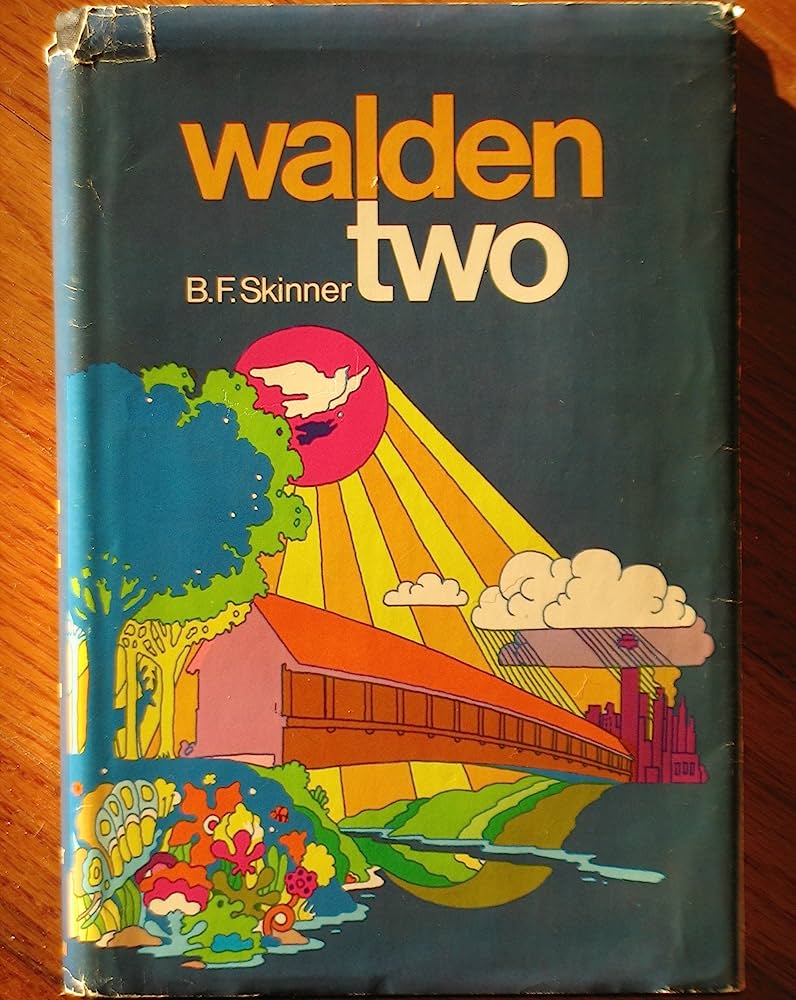 walden
two
B.F. Skinner